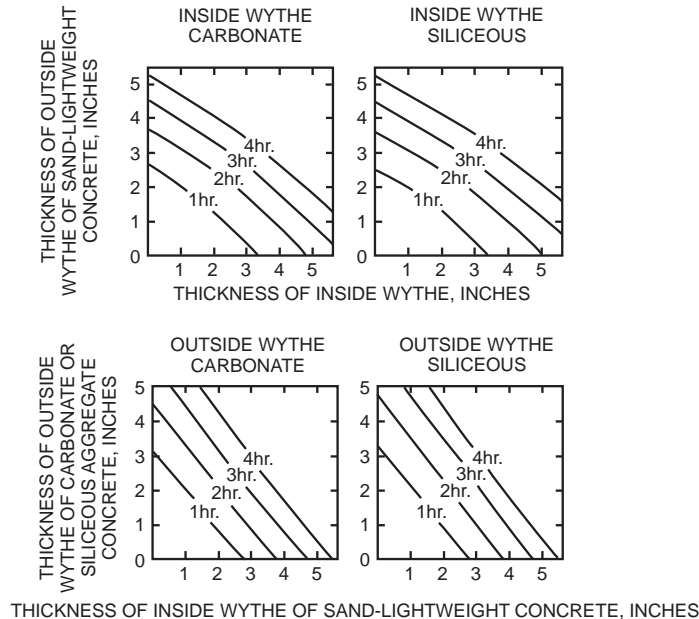 INSIDE WYTHE
CARBONATE
INSIDE WYTHE
SILICEOUS
THICKNESS OF OUTSIDE
WYTHE OF SAND-LIGHTWEIGHT
CONCRETE, INCHES
5
4
3
2
1
0
4hr.
3hr.
2hr.
1hr.
1 2 3 4 5
5
4
3
2
1
0
4hr.
3hr.
2hr.
1hr.
1 2 3 4 5
THICKNESS OF INSIDE WYTHE, INCHES
OUTSIDE WYTHE
CARBONATE
OUTSIDE WYTHE
SILICEOUS
THICKNESS OF OUTSIDE
WYTHE OF CARBONATE OR
SILICEOUS AGGREGATE
CONCRETE, INCHES
5
4
3
2
1
0
4hr.
3hr.
2hr.
1hr.
1 2 3 4 5
5
4
3
2
1
0
4hr.
3hr.
2hr.
1hr.
1 2 3 4 5
THICKNESS OF INSIDE WYTHE OF SAND-LIGHTWEIGHT CONCRETE, INCHES